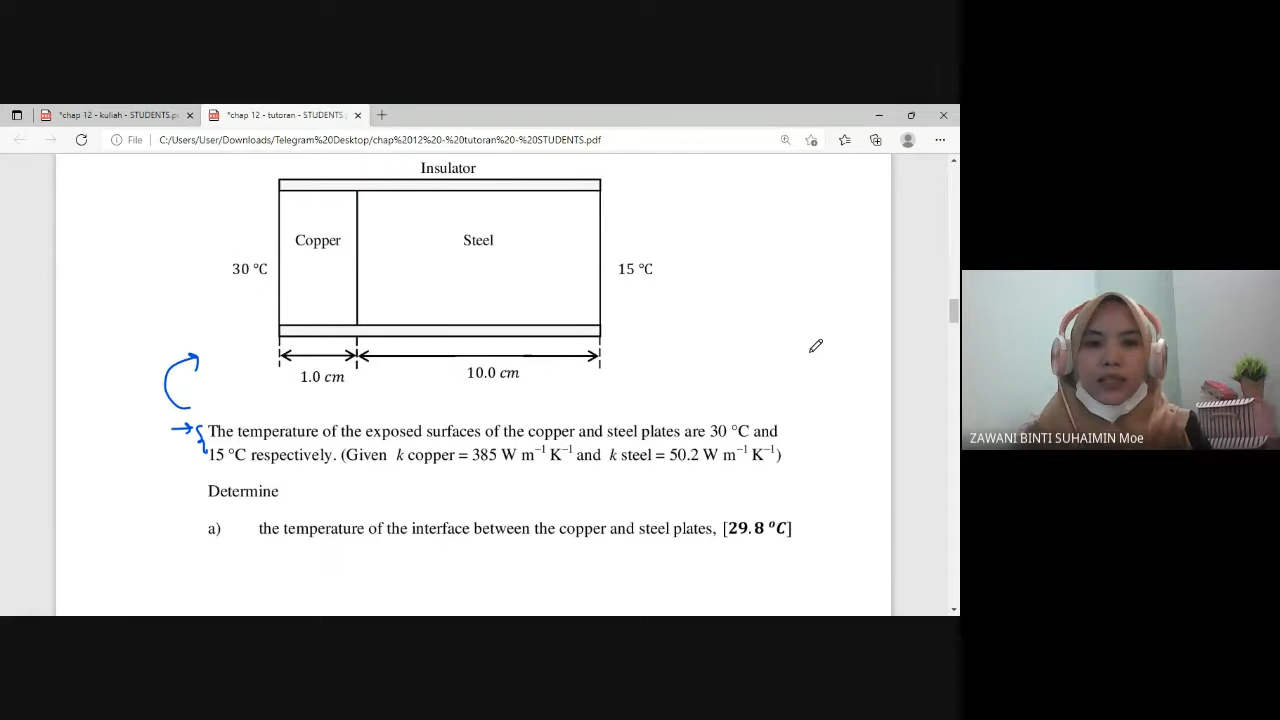 *chap 12 - kuliah - STUDENTS.p
*chap 12 - tutoran - STUDENTS.
File
C:/Users/User/Downloads/Telegram%20Desktop/chap%2012%20-%20tutoran%20-%20STUDENTS.pdf
Insulator
Copper
Steel
30 °C
15 °C
1.0 cm
10.0 cm
The temperature of the exposed surfaces of the copper and steel plates are 30 °C and
15 °C respectively. (Given k copper = 385 W m⁻¹ K⁻¹ and k steel = 50.2 W m⁻¹ K⁻¹)
Determine
a) the temperature of the interface between the copper and steel plates, [29.8 °C]
ZAWANI BINTI SUHAIMIN Moe